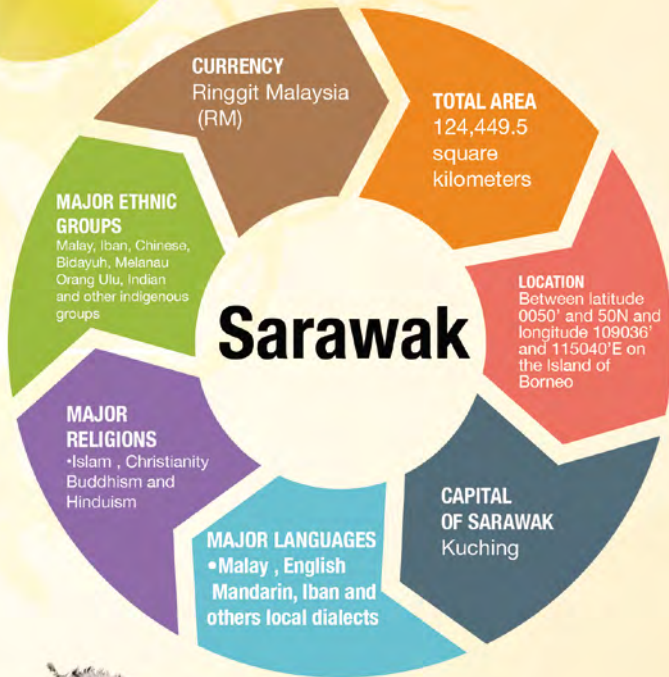 CURRENCY
Ringgit Malaysia
(RM)
TOTAL AREA
124,449.5
square
kilometers
LOCATION
Between latitude
0050' and 50N and
longitude 109036'
and 115040'E on
the Island of
Borneo
CAPITAL
OF SARAWAK
Kuching
MAJOR LANGUAGES
•Malay , English
Mandarin, Iban and
others local dialects
MAJOR
RELIGIONS
•Islam , Christianity
Buddhism and
Hinduism
MAJOR ETHNIC
GROUPS
Malay, Iban, Chinese,
Bidayuh, Melanau
Orang Ulu, Indian
and other indigenous
groups
Sarawak